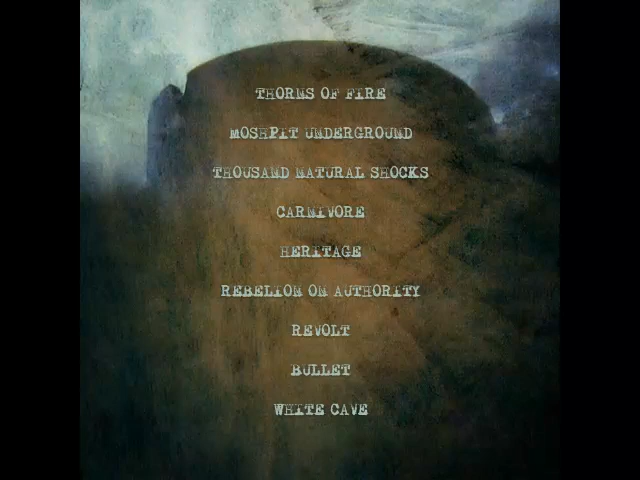 THORNS OF FIRE
MOSHPIT UNDERGROUND
THOUSAND NATURAL SHOCKS
CARNIVORE
HERITAGE
REBELION ON AUTHORITY
REVOLT
BULLET
WHITE CAVE